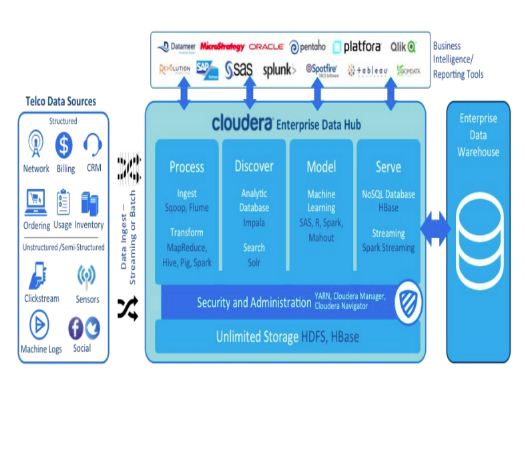 Datameer MicroStrategy ORACLE pentaho platfora Qlik
REVOLUTION SAP sas splunk> Spotfire tableau
Business
Intelligence/
Reporting Tools
Telco Data Sources
Structured
Network Billing CRM
Ordering Usage Inventory
Unstructured /Semi-Structured
Clickstream Sensors
Machine Logs Social
Data Ingest –
Streaming or Batch
cloudera Enterprise Data Hub
Process
Ingest
Sqoop, Flume
Transform
MapReduce,
Hive, Pig, Spark
Discover
Analytic
Database
Impala
Search
Solr
Model
Machine
Learning
SAS, R, Spark,
Mahout
Serve
NoSQL Database
HBase
Streaming
Spark Streaming
Security and Administration YARN, Cloudera Manager,
Cloudera Navigator
Unlimited Storage HDFS, HBase
Enterprise
Data
Warehouse